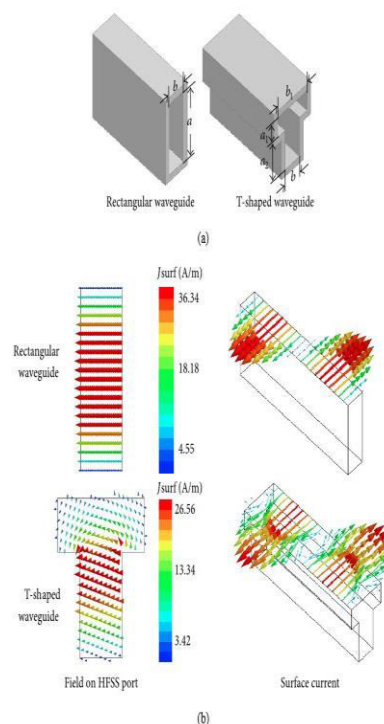 b
a
b1
a1
a2
b
Rectangular waveguide
T-shaped waveguide
(a)
Jsurf (A/m)
36.34
18.18
4.55
Rectangular
waveguide
Jsurf (A/m)
26.56
13.34
3.42
T-shaped
waveguide
Field on HFSS port
Surface current
(b)